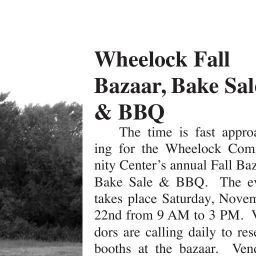 Wheelock Fall
Bazaar, Bake Sale
& BBQ
The time is fast approa
ing for the Wheelock Com
nity Center's annual Fall Baz
Bake Sale & BBQ. The ev
takes place Saturday, Novem
22nd from 9 AM to 3 PM. V
dors are calling daily to rese
booths at the bazaar. Vend